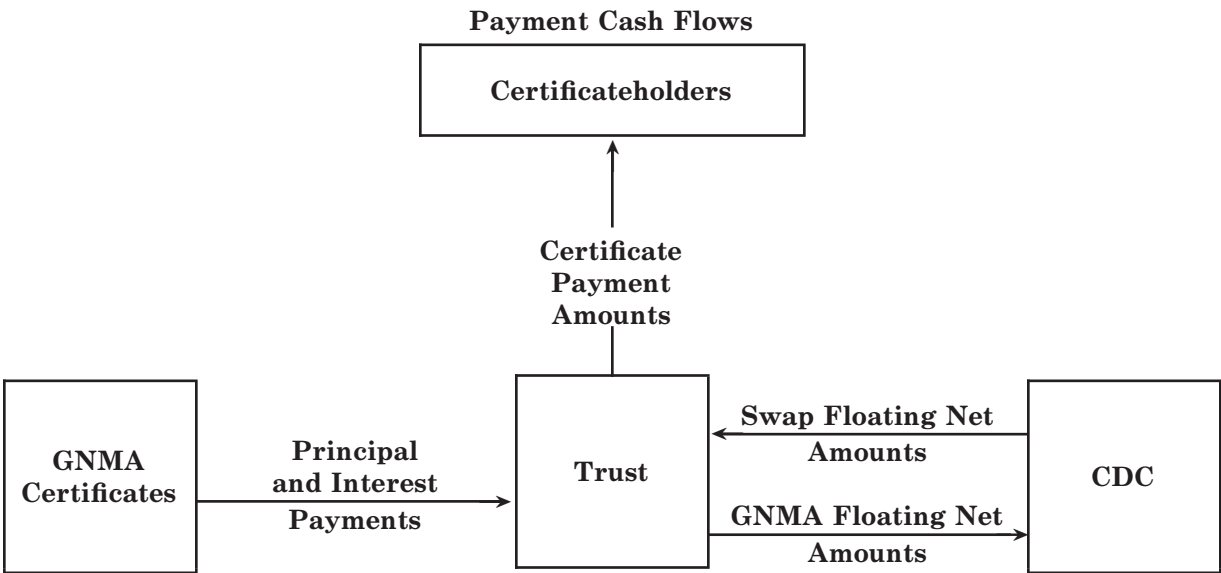 Payment Cash Flows
Certificateholders
Certificate
Payment
Amounts
GNMA
Certificates
Principal
and Interest
Payments
Trust
Swap Floating Net
Amounts
GNMA Floating Net
Amounts
CDC